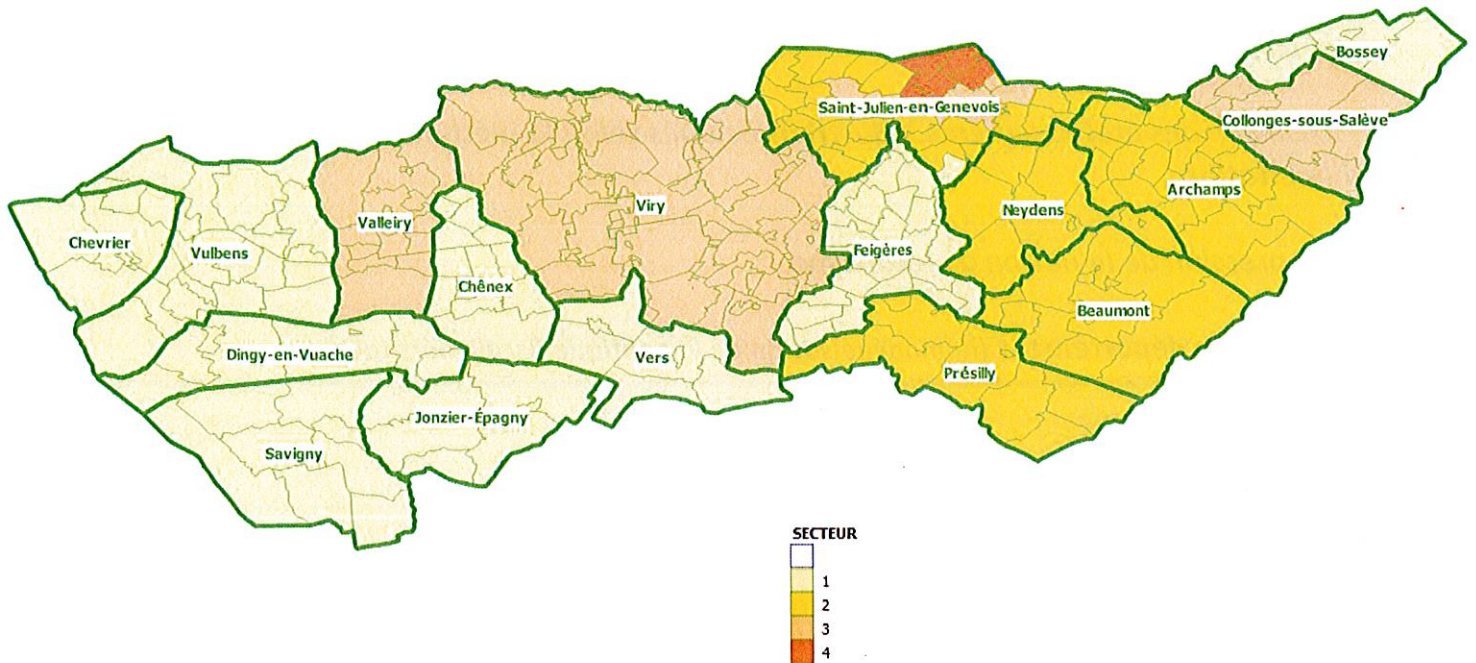 Bossey
Saint-Julien-en-Genevois
Collonges-sous-Salève
Archamps
Valleiry
Viry
Neydens
Chevrier
Vulbens
Feigères
Chênex
Beaumont
Dingy-en-Vuache
Vers
Présilly
Jonzier-Épagny
Savigny
SECTEUR
1
2
3
4